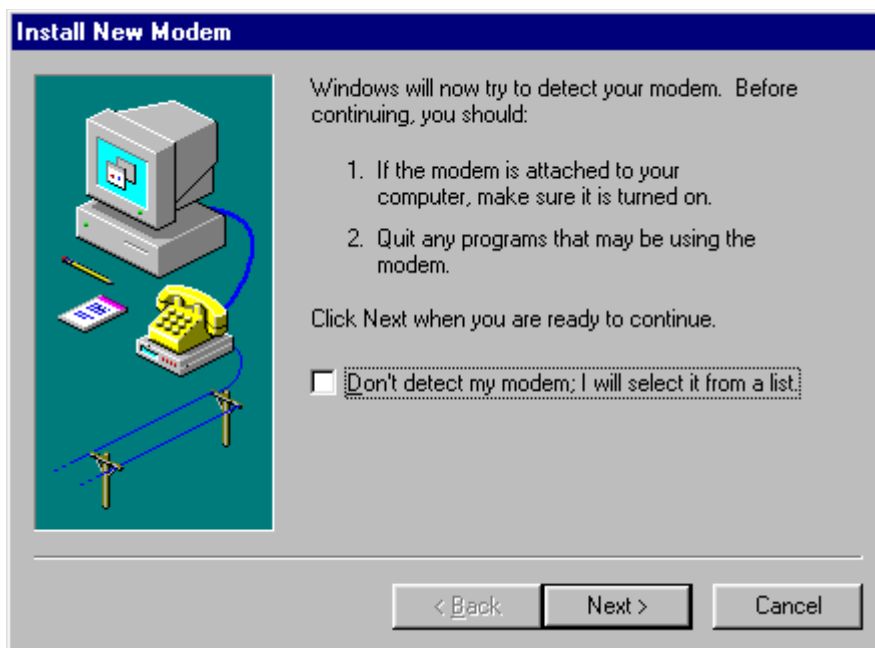 Install New Modem
Windows will now try to detect your modem.  Before
continuing, you should:
1.  If the modem is attached to your
computer, make sure it is turned on.
2.  Quit any programs that may be using the
modem.
Click Next when you are ready to continue.
Don't detect my modem; I will select it from a list.
< Back
Next >
Cancel